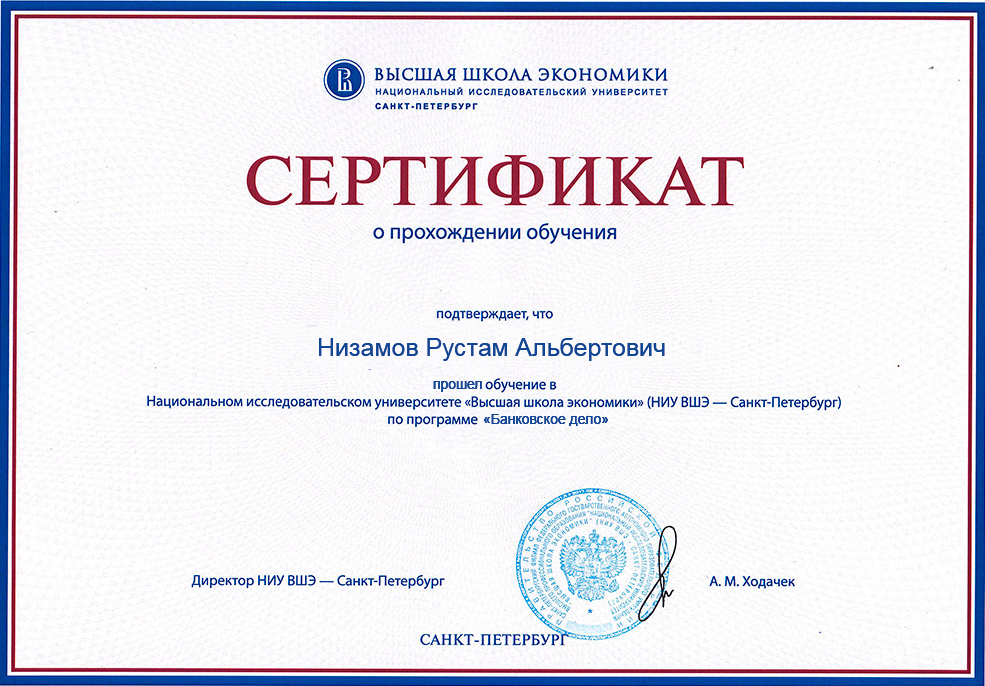 ВЫСШАЯ ШКОЛА ЭКОНОМИКИ
НАЦИОНАЛЬНЫЙ ИССЛЕДОВАТЕЛЬСКИЙ УНИВЕРСИТЕТ
САНКТ-ПЕТЕРБУРГ
СЕРТИФИКАТ
о прохождении обучения
подтверждает, что
Низамов Рустам Альбертович
прошел обучение в
Национальном исследовательском университете «Высшая школа экономики» (НИУ ВШЭ — Санкт-Петербург)
по программе «Банковское дело»
Директор НИУ ВШЭ — Санкт-Петербург
А. М. Ходачек
САНКТ-ПЕТЕРБУРГ